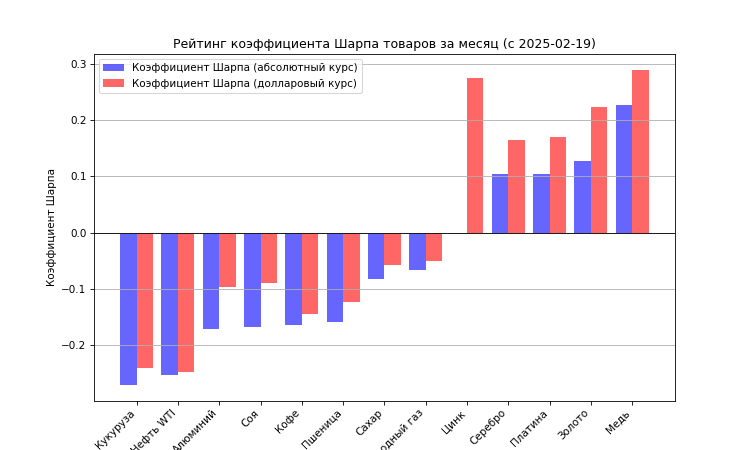 Рейтинг коэффициента Шарпа товаров за месяц (с 2025-02-19)
Коэффициент Шарпа (абсолютный курс)
Коэффициент Шарпа (долларовый курс)
Коэффициент Шарпа
0.3
0.2
0.1
0.0
−0.1
−0.2
Кукуруза
Нефть WTI
Алюминий
Соя
Кофе
Пшеница
Сахар
газ
Цинк
Серебро
Платина
Золото
Медь